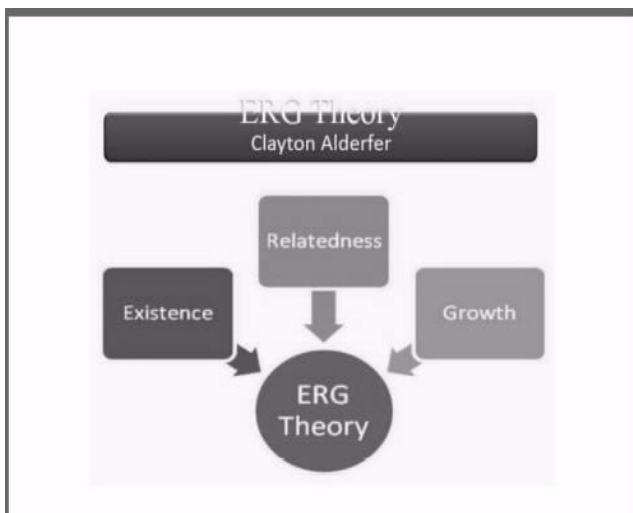 ERG Theory
Clayton Alderfer
Relatedness
Existence
Growth
ERG
Theory